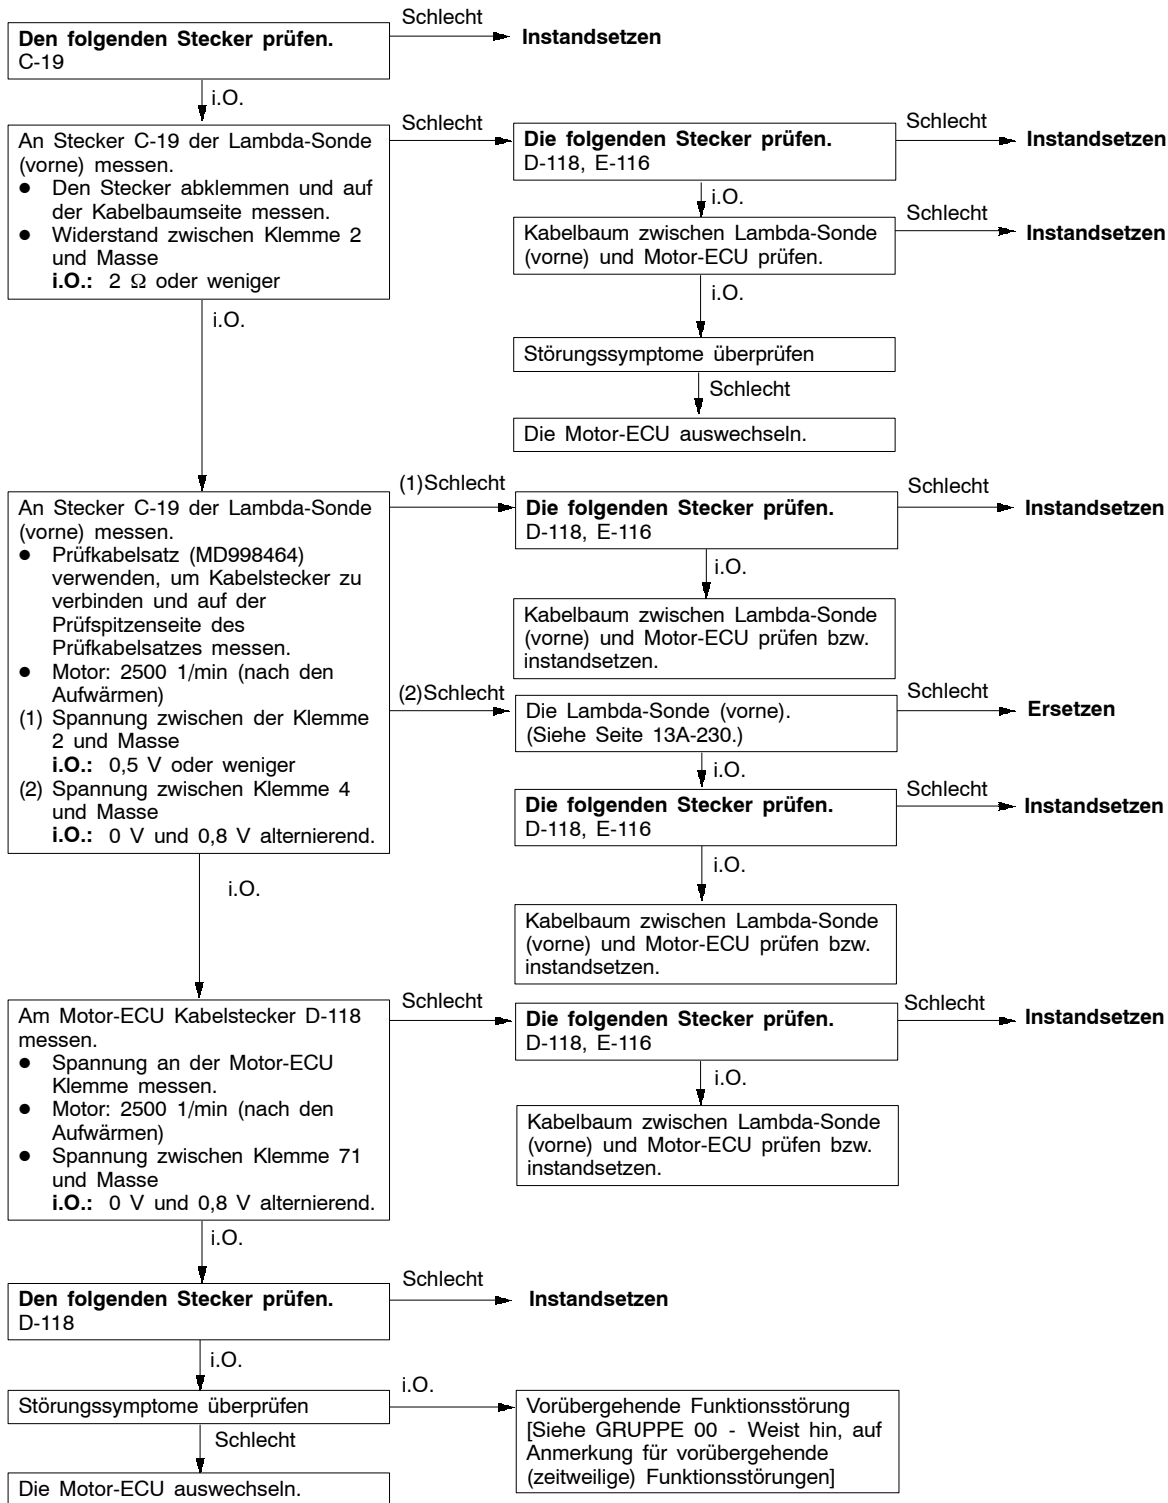 Den folgenden Stecker prüfen.
C-19
Schlecht
Instandsetzen
i.O.
An Stecker C-19 der Lambda-Sonde
(vorne) messen.
● Den Stecker abklemmen und auf
der Kabelbaumseite messen.
● Widerstand zwischen Klemme 2
und Masse
i.O.: 2 Ω oder weniger
Schlecht
Die folgenden Stecker prüfen.
D-118, E-116
Schlecht
Instandsetzen
i.O.
Kabelbaum zwischen Lambda-Sonde
(vorne) und Motor-ECU prüfen.
Schlecht
Instandsetzen
i.O.
Störungssymptome überprüfen
Schlecht
Die Motor-ECU auswechseln.
i.O.
An Stecker C-19 der Lambda-Sonde
(vorne) messen.
● Prüfkabelsatz (MD998464)
verwenden, um Kabelstecker zu
verbinden und auf der
Prüfspitzenseite des
Prüfkabelsatzes messen.
● Motor: 2500 1/min (nach den
Aufwärmen)
(1) Spannung zwischen der Klemme
2 und Masse
i.O.: 0,5 V oder weniger
(2) Spannung zwischen Klemme 4
und Masse
i.O.: 0 V und 0,8 V alternierend.
(1)Schlecht
Die folgenden Stecker prüfen.
D-118, E-116
Schlecht
Instandsetzen
i.O.
Kabelbaum zwischen Lambda-Sonde
(vorne) und Motor-ECU prüfen bzw.
instandsetzen.
(2)Schlecht
Die Lambda-Sonde (vorne).
(Siehe Seite 13A-230.)
Schlecht
Ersetzen
i.O.
Die folgenden Stecker prüfen.
D-118, E-116
Schlecht
Instandsetzen
i.O.
Kabelbaum zwischen Lambda-Sonde
(vorne) und Motor-ECU prüfen bzw.
instandsetzen.
i.O.
Am Motor-ECU Kabelstecker D-118
messen.
● Spannung an der Motor-ECU
Klemme messen.
● Motor: 2500 1/min (nach den
Aufwärmen)
● Spannung zwischen Klemme 71
und Masse
i.O.: 0 V und 0,8 V alternierend.
Schlecht
Die folgenden Stecker prüfen.
D-118, E-116
Schlecht
Instandsetzen
i.O.
Kabelbaum zwischen Lambda-Sonde
(vorne) und Motor-ECU prüfen bzw.
instandsetzen.
i.O.
Den folgenden Stecker prüfen.
D-118
Schlecht
Instandsetzen
i.O.
Störungssymptome überprüfen
i.O.
Vorübergehende Funktionsstörung
[Siehe GRUPPE 00 - Weist hin, auf
Anmerkung für vorübergehende
(zeitweilige) Funktionsstörungen]
Schlecht
Die Motor-ECU auswechseln.